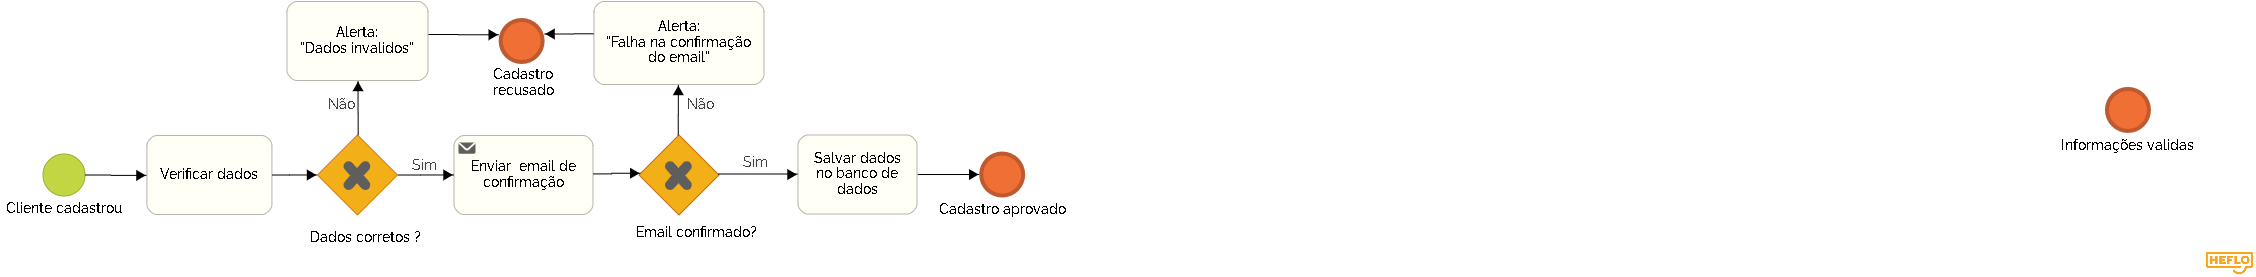 Alerta:
"Dados invalidos"
Alerta:
"Falha na confirmação
do email"
Cadastro
recusado
Não
Não
Informações validas
Verificar dados
Sim
Enviar email de
confirmação
Sim
Salvar dados
no banco de
dados
Cliente cadastrou
Cadastro aprovado
Dados corretos ?
Email confirmado?
HEFLO